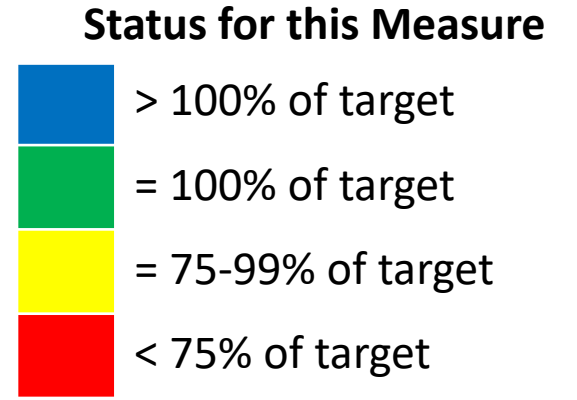 Status for this Measure
> 100% of target
= 100% of target
= 75-99% of target
< 75% of target